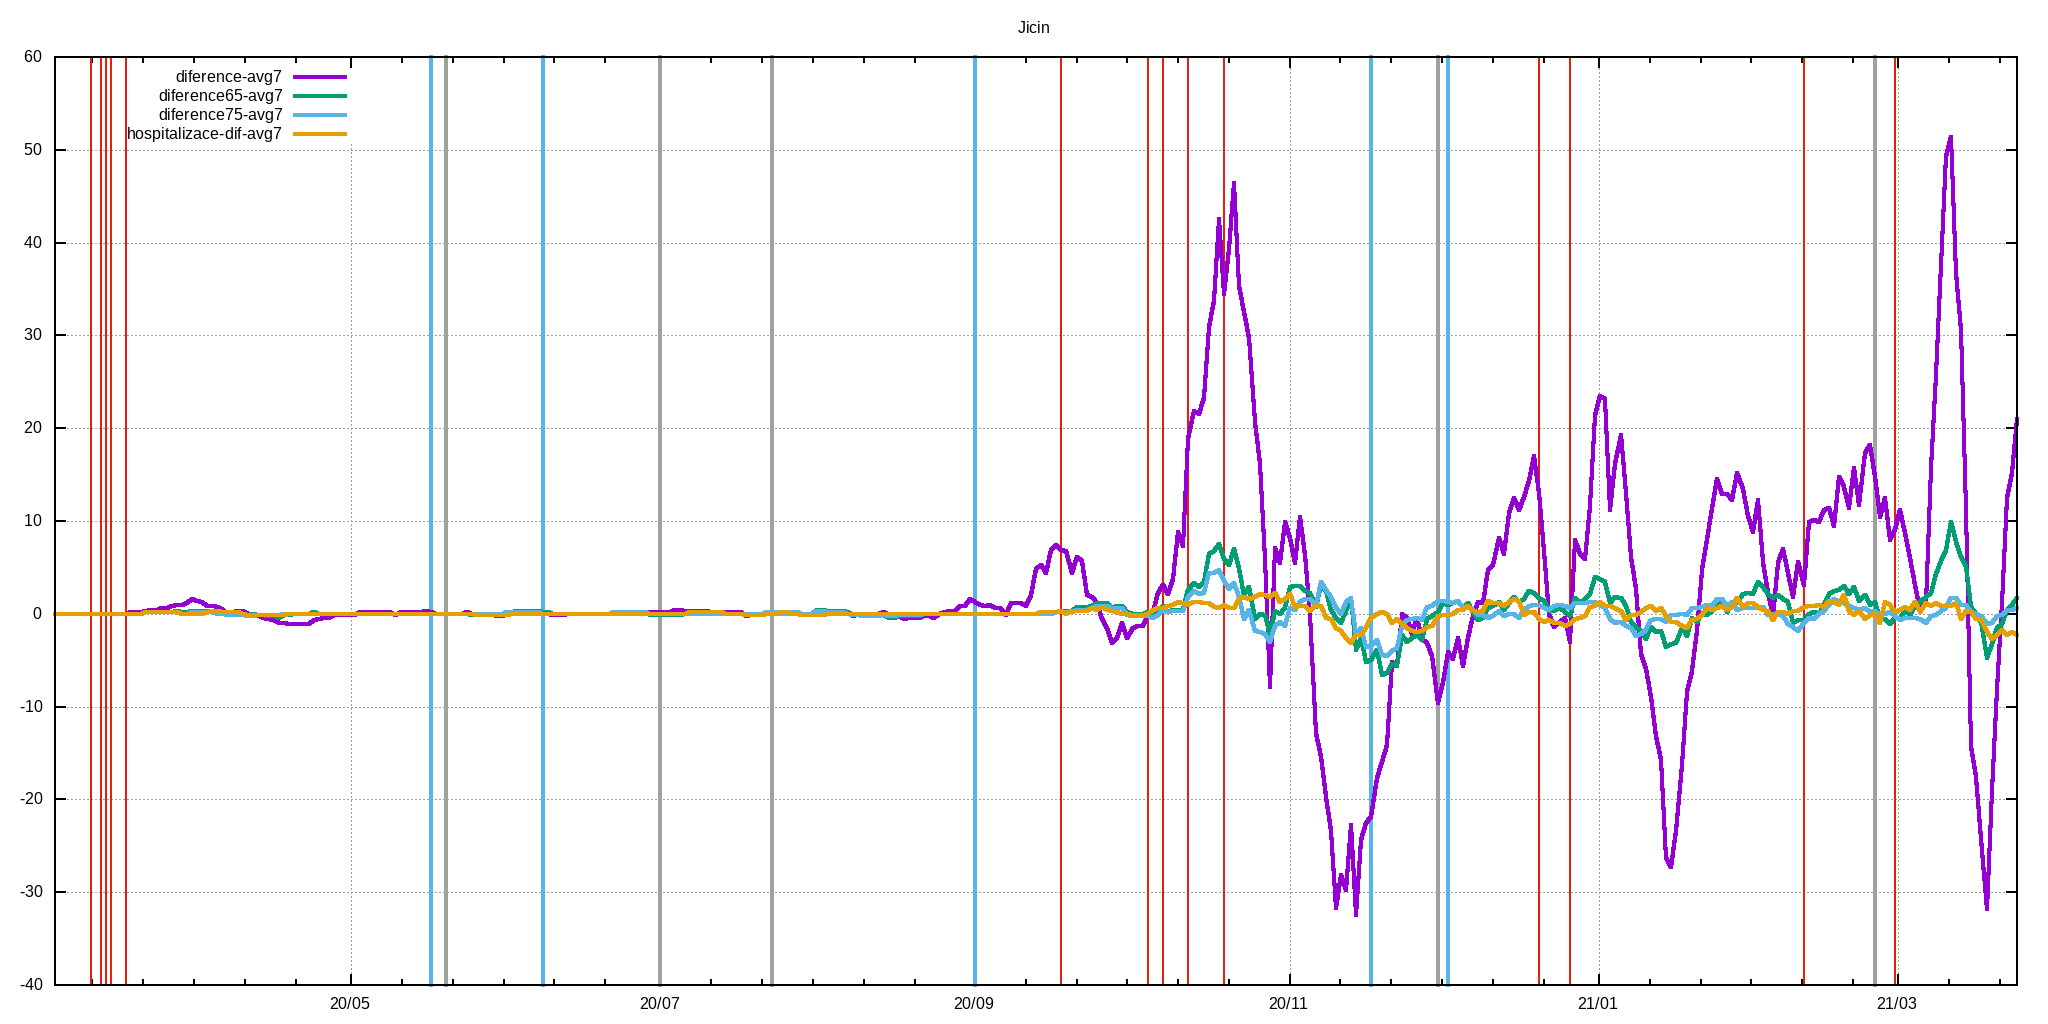 Jicin
diference-avg7
diference65-avg7
diference75-avg7
hospitalizace-dif-avg7
60
50
40
30
20
10
0
-10
-20
-30
-40
20/05 20/07 20/09 20/11 21/01 21/03